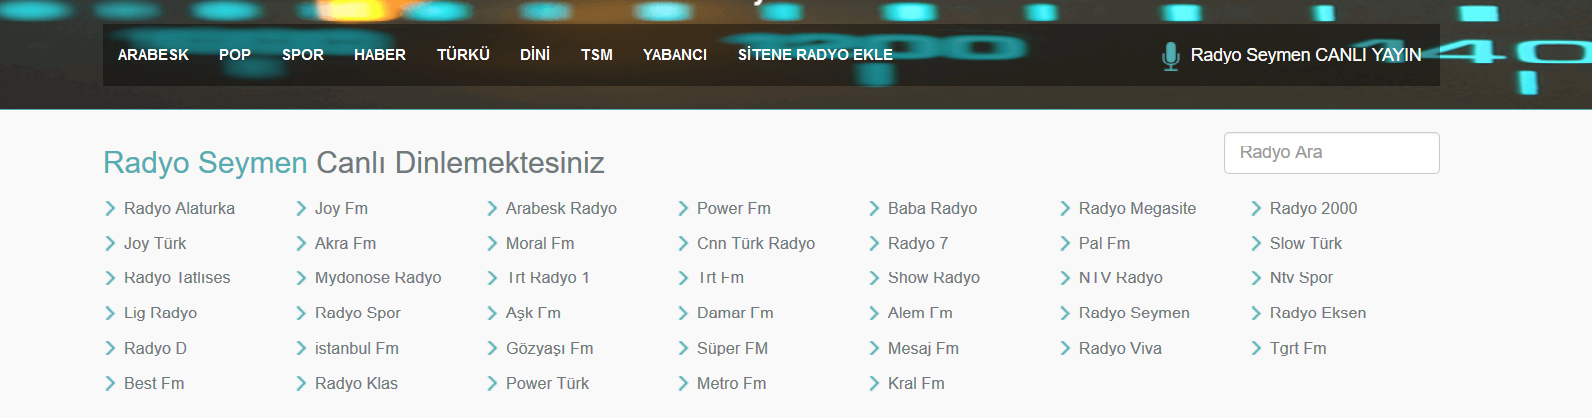 ARABESK POP SPOR HABER TÜRKÜ DİNİ TSM YABANCI SİTENE RADYO EKLE Radyo Seymen CANLI YAYIN
Radyo Seymen Canlı Dinlemektesiniz Radyo Ara
Radyo Alaturka Joy Fm Arabesk Radyo Power Fm Baba Radyo Radyo Megasite Radyo 2000
Joy Türk Akra Fm Moral Fm Cnn Türk Radyo Radyo 7 Pal Fm Slow Türk
Radyo Tatlıses Mydonose Radyo Trt Radyo 1 Trt Fm Show Radyo NTV Radyo Ntv Spor
Lig Radyo Radyo Spor Aşk Fm Damar Fm Alem Fm Radyo Seymen Radyo Eksen
Radyo D istanbul Fm Gözyaşı Fm Süper FM Mesaj Fm Radyo Viva Tgrt Fm
Best Fm Radyo Klas Power Türk Metro Fm Kral Fm